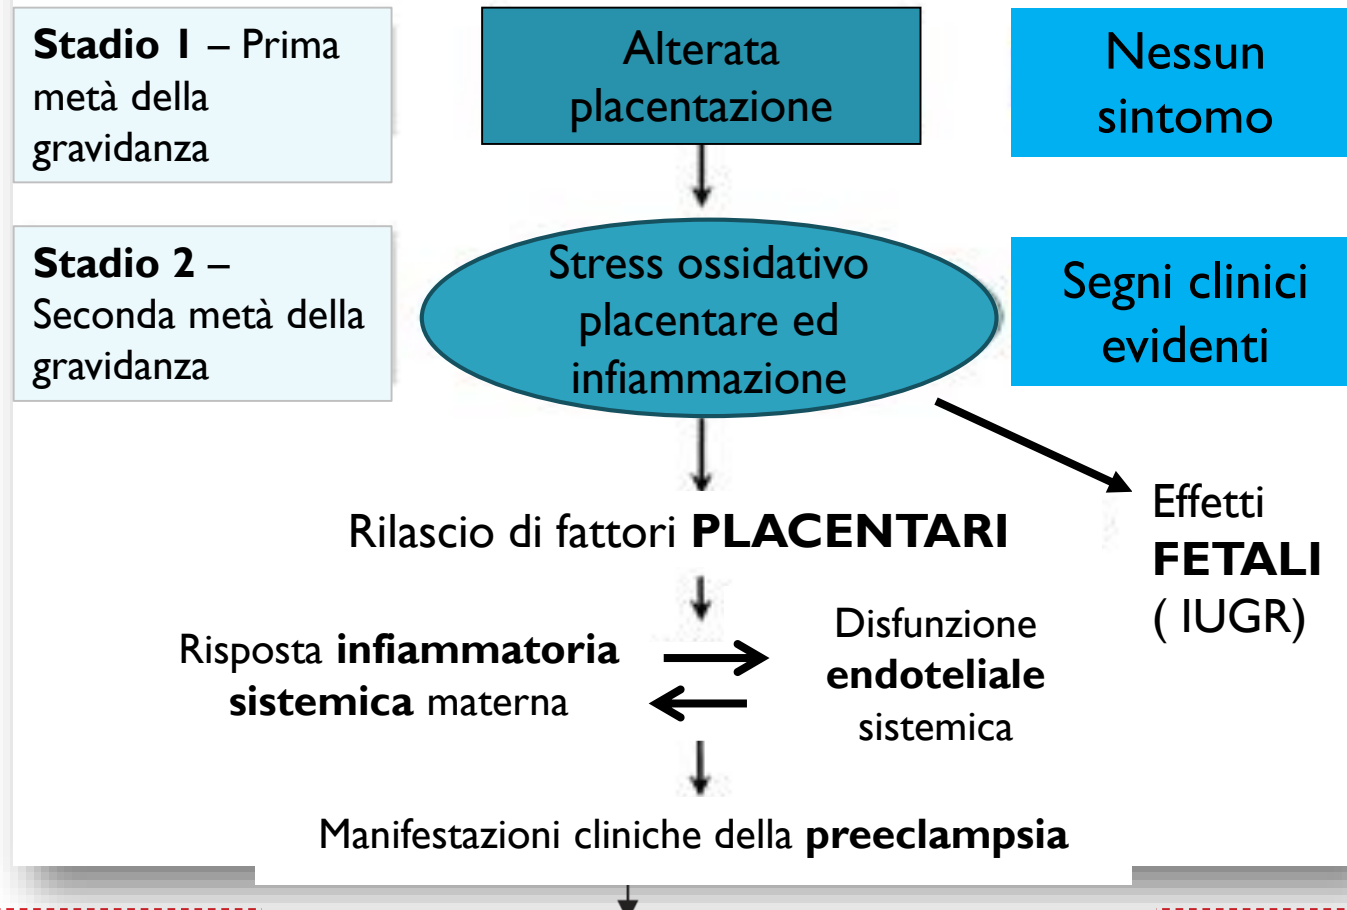 Stadio 1 – Prima
metà della
gravidanza
Alterata
placentazione
Nessun
sintomo
Stadio 2 –
Seconda metà della
gravidanza
Stress ossidativo
placentare ed
infiammazione
Segni clinici
evidenti
Rilascio di fattori PLACENTARI
Effetti
FETALI
( IUGR)
Risposta infiammatoria
sistemica materna
Disfunzione
endoteliale
sistemica
Manifestazioni cliniche della preeclampsia